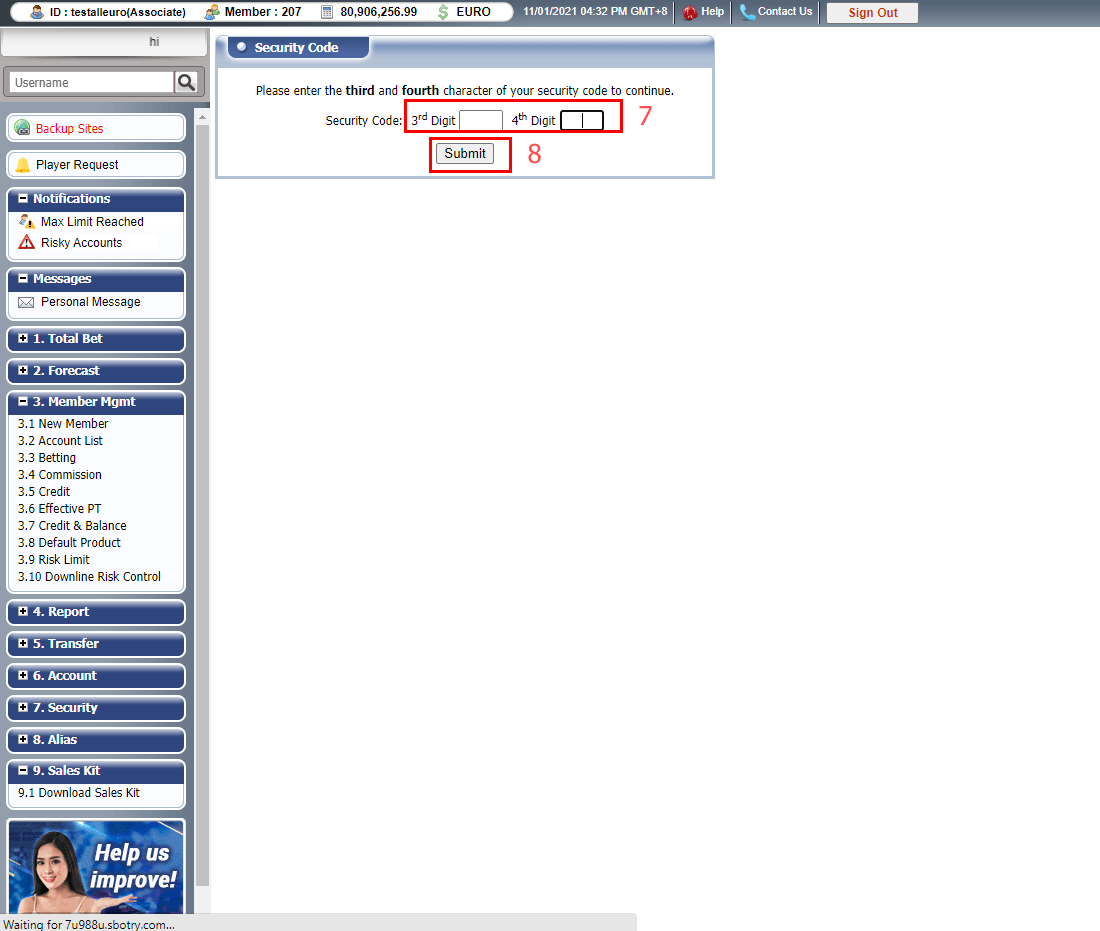 ID : testalleuro(Associate) Member : 207 80,906,256.99 EURO 11/01/2021 04:32 PM GMT+8 Help Contact Us Sign Out
hi
Username
Backup Sites
Player Request
Notifications
Max Limit Reached
Risky Accounts
Messages
Personal Message
1. Total Bet
2. Forecast
3. Member Mgmt
3.1 New Member
3.2 Account List
3.3 Betting
3.4 Commission
3.5 Credit
3.6 Effective PT
3.7 Credit & Balance
3.8 Default Product
3.9 Risk Limit
3.10 Downline Risk Control
4. Report
5. Transfer
6. Account
7. Security
8. Alias
9. Sales Kit
9.1 Download Sales Kit
Help us
improve!
Security Code
Please enter the third and fourth character of your security code to continue.
Security Code: 3rd Digit 4th Digit 7
Submit 8
Waiting for 7u988u.sbotry.com...